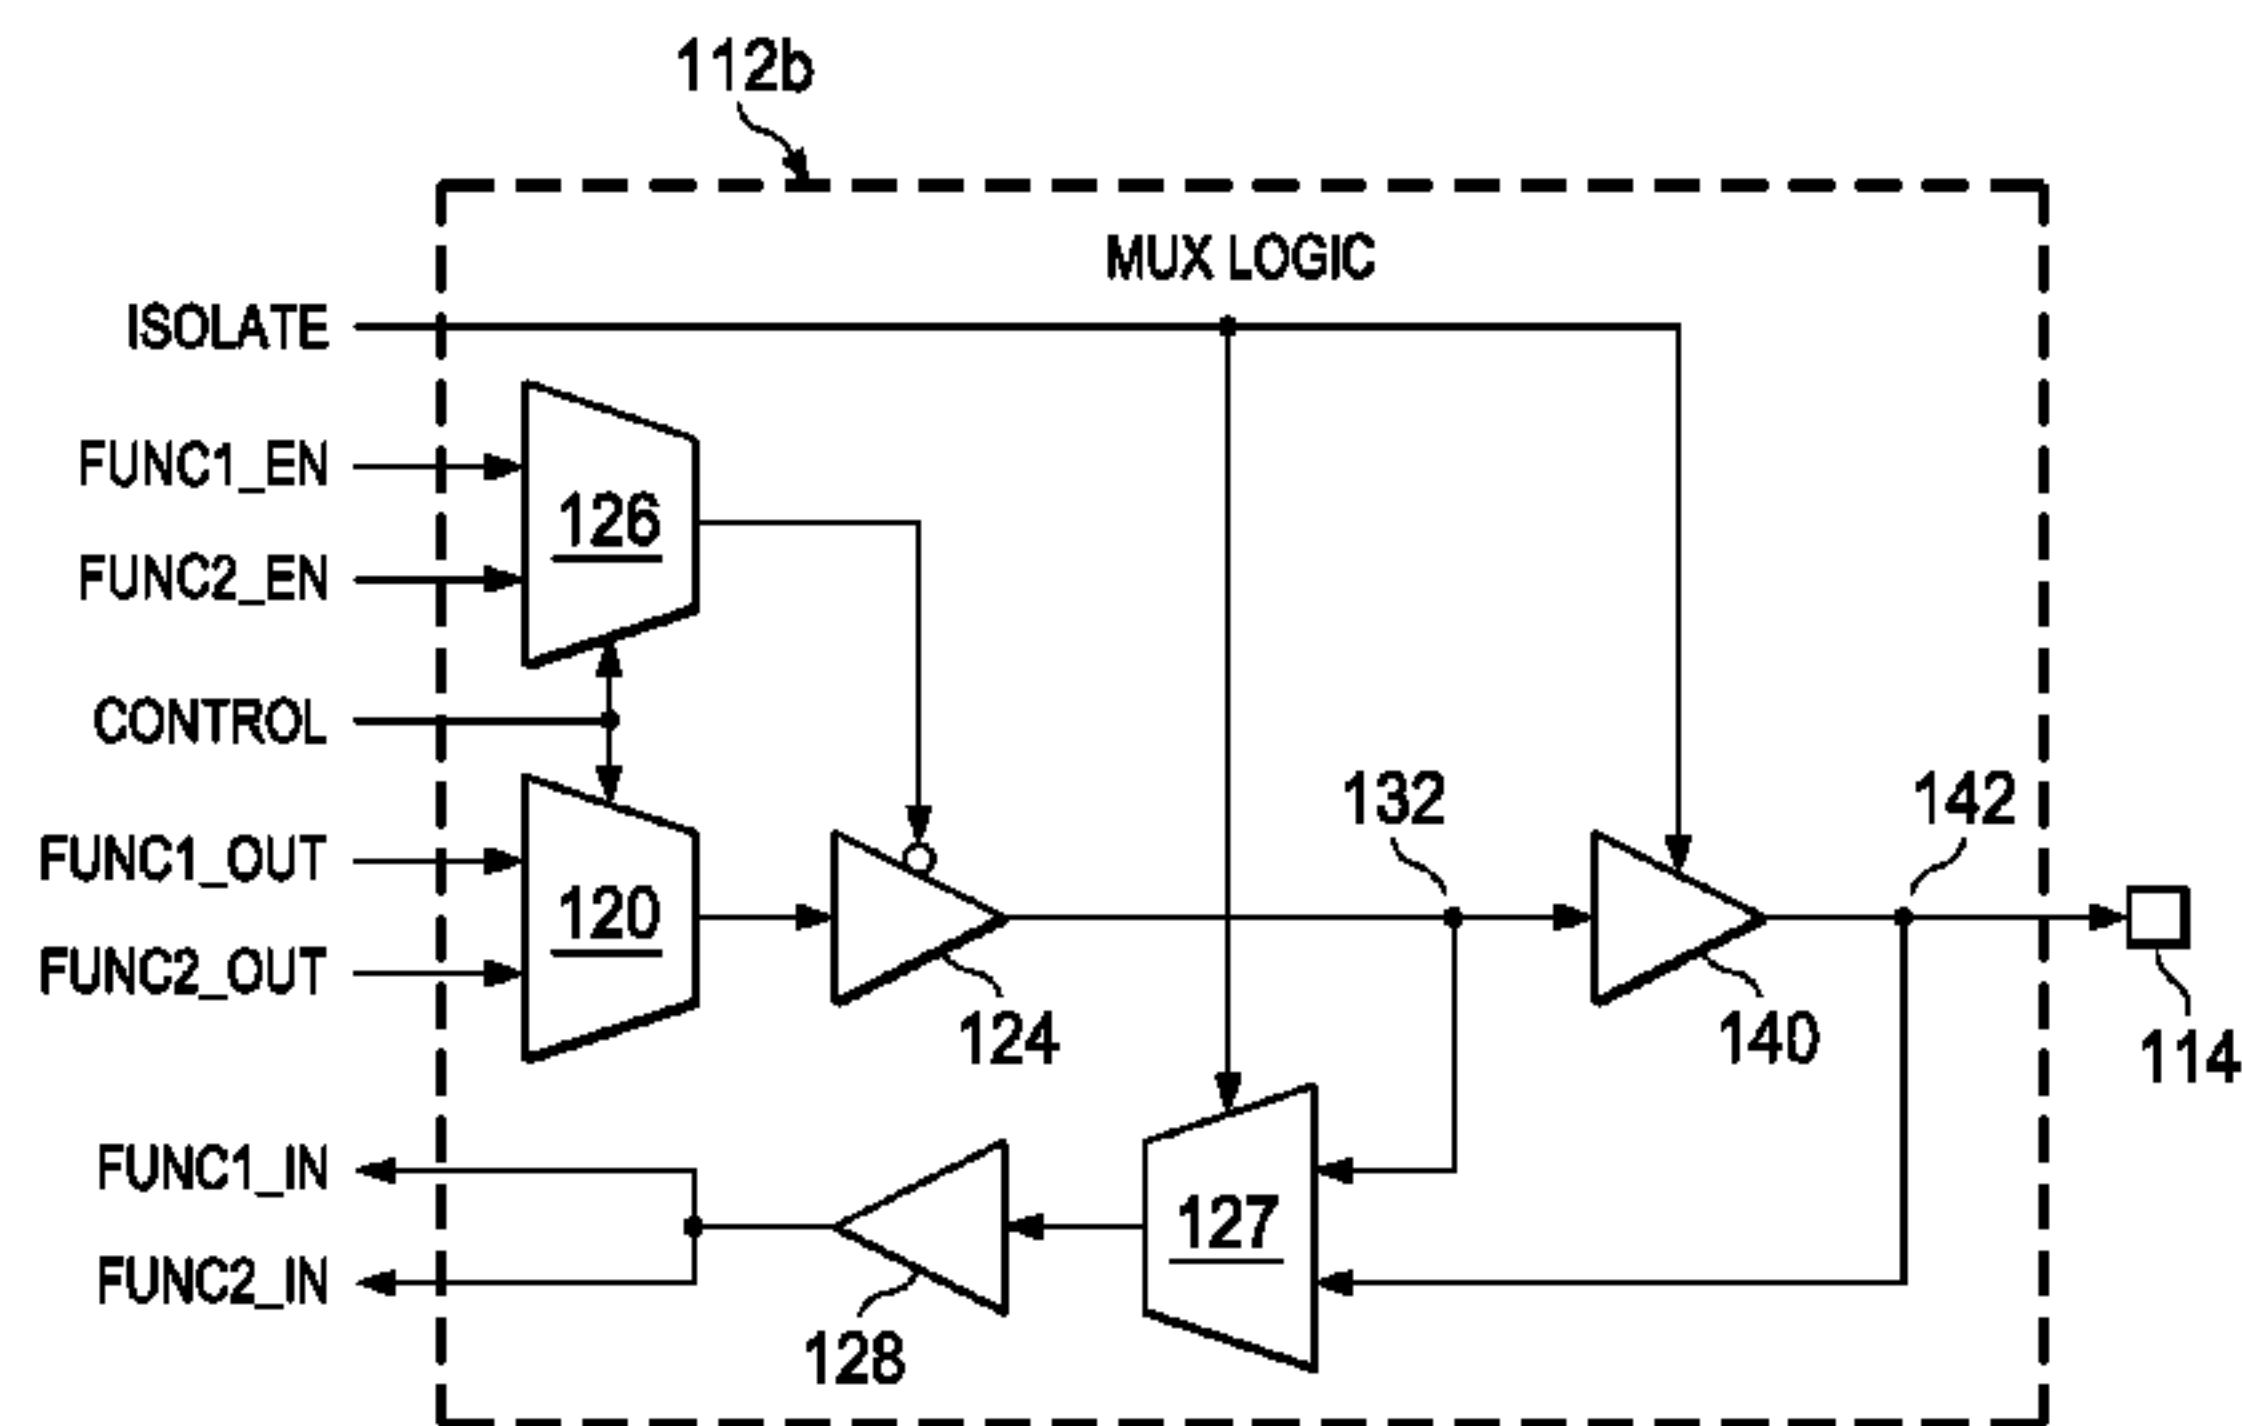 112b
MUX LOGIC
ISOLATE
FUNC1_EN
126
FUNC2_EN
CONTROL
132
142
FUNC1_OUT
120
FUNC2_OUT
124
140
114
FUNC1_IN
127
FUNC2_IN
128